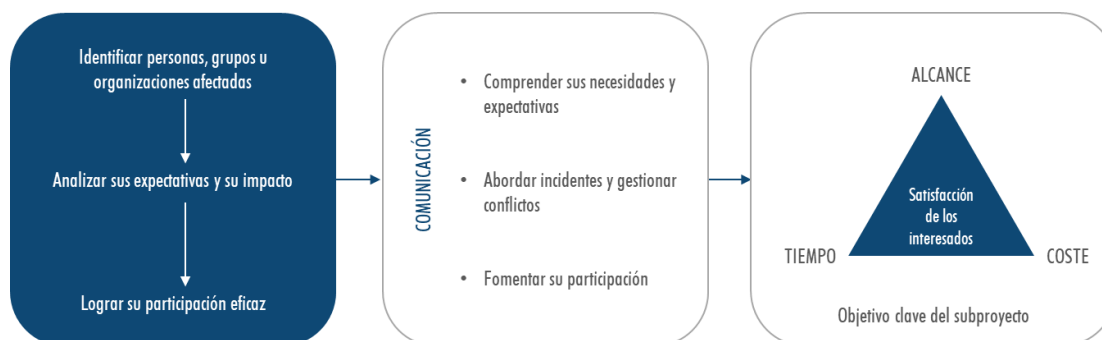 Identificar personas, grupos u
organizaciones afectadas
Analizar sus expectativas y su impacto
Lograr su participación eficaz
COMUNICACIÓN
• Comprender sus necesidades y
expectativas
• Abordar incidentes y gestionar
conflictos
• Fomentar su participación
ALCANCE
Satisfacción
de los
interesados
TIEMPO
COSTE
Objetivo clave del subproyecto